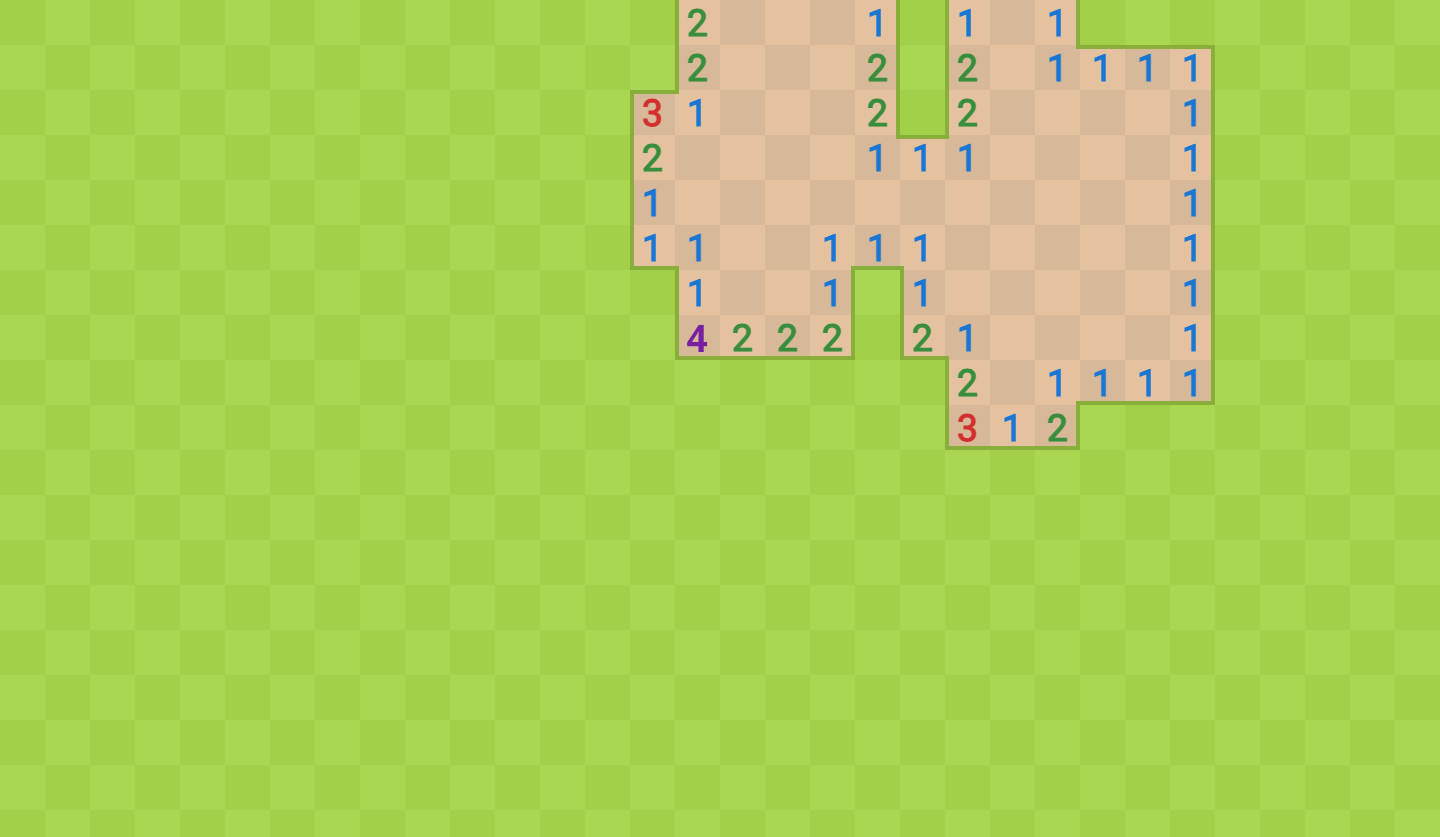 2 1 1 1
2 2 2 1 1 1 1
3 1 2 2 1
2 1 1 1 1
1 1
1 1 1 1 1 1
1 1 1 1
4 2 2 2 2 1 1
2 1 1 1 1
3 1 2